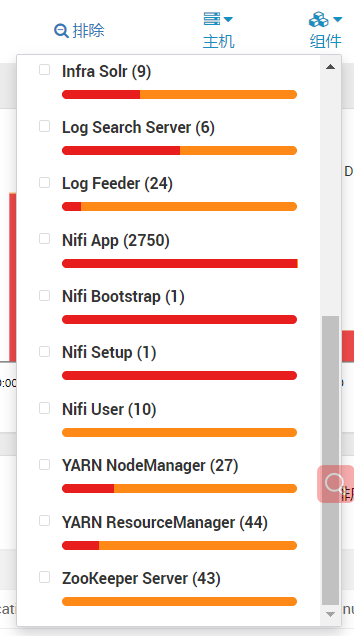 排除
主机
组件
Infra Solr (9)
Log Search Server (6)
Log Feeder (24)
Nifi App (2750)
Nifi Bootstrap (1)
Nifi Setup (1)
Nifi User (10)
YARN NodeManager (27)
YARN ResourceManager (44)
ZooKeeper Server (43)